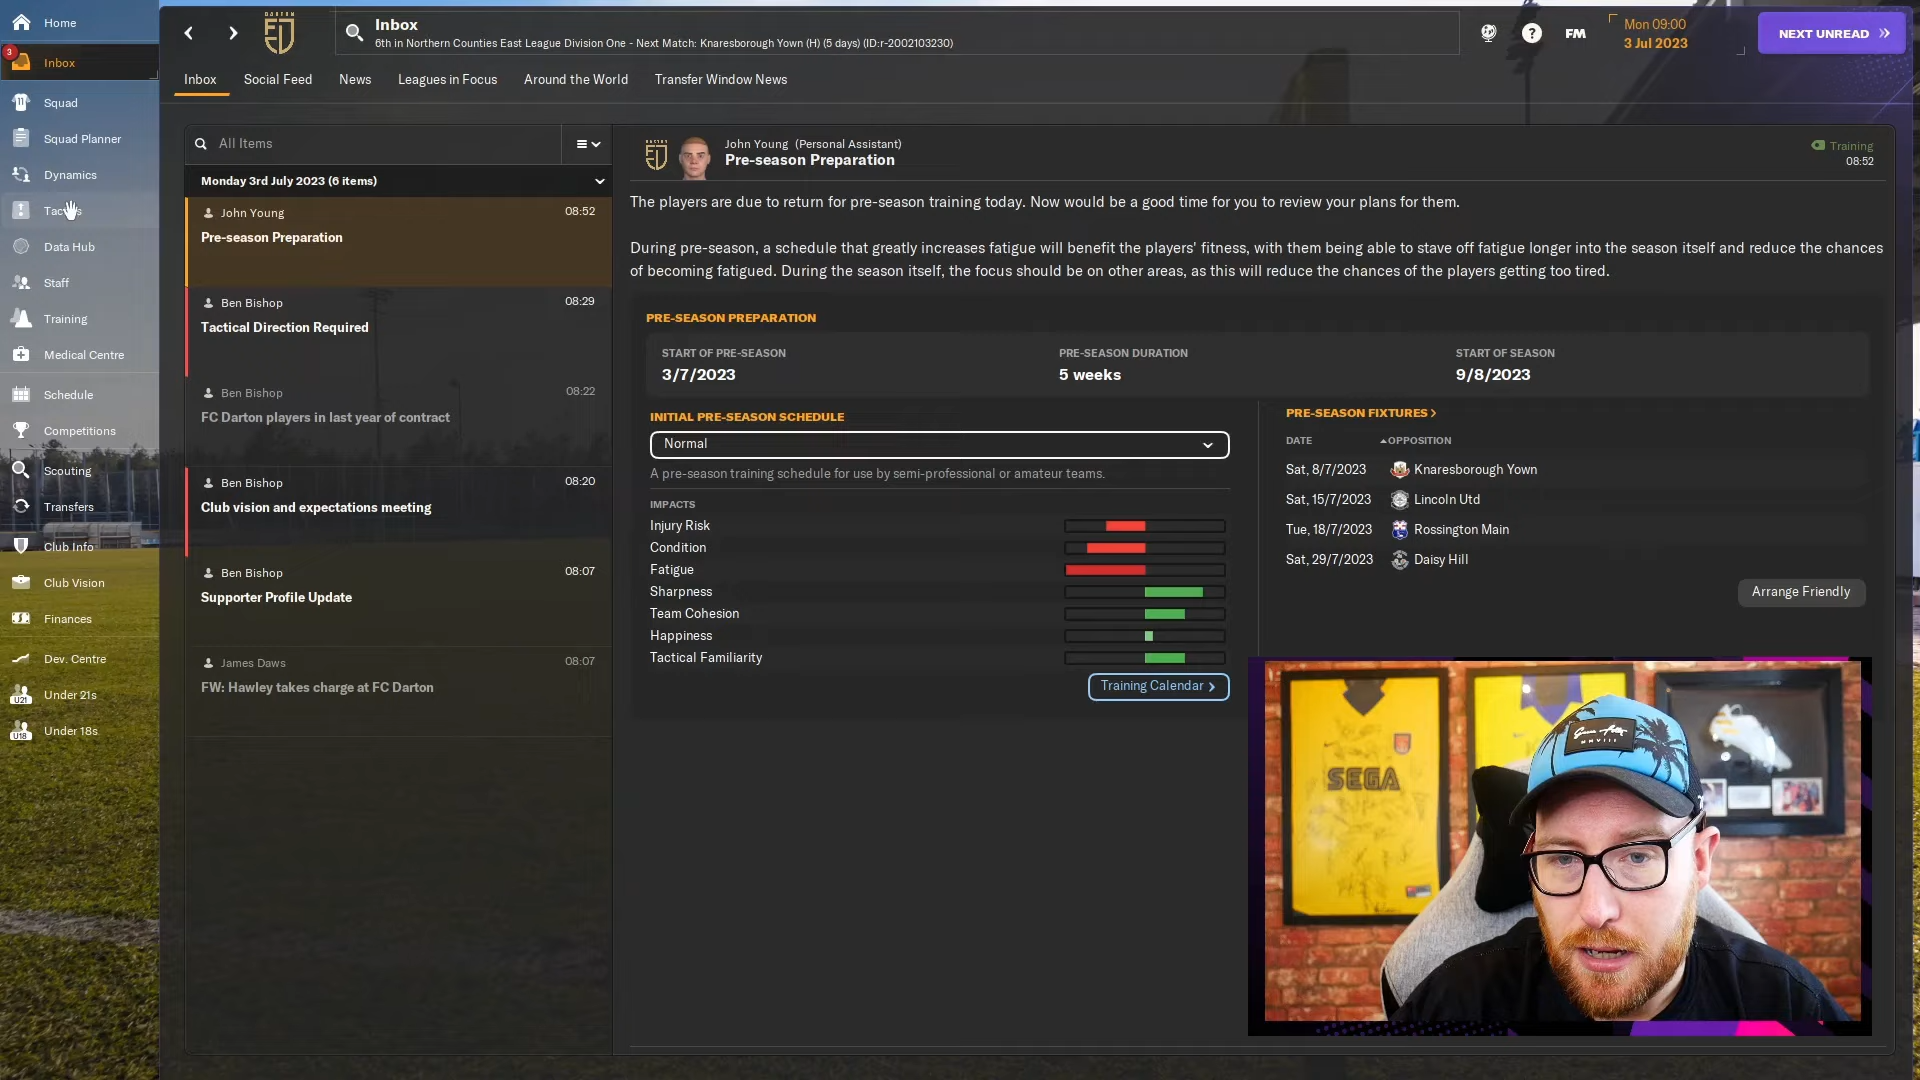 Home
3
Inbox
Squad
Squad Planner
Dynamics
Data Hub
Staff
Training
Medical Centre
Schedule
Competitions
Scouting
Transfers
Club Info
Club Vision
Finances
Dev. Centre
U21
Under 21s
U18
Under 18s
DARTON
Inbox
6th in Northern Counties East League Division One - Next Match: Knaresborough Yown (H) (5 days) (ID:r-2002103230)
?
FM
Mon 09:00
3 Jul 2023
NEXT UNREAD
Inbox Social Feed News Leagues in Focus Around the World Transfer Window News
All Items
Monday 3rd July 2023 (6 items)
John Young 08:52
Pre-season Preparation
Ben Bishop 08:29
Tactical Direction Required
Ben Bishop 08:22
FC Darton players in last year of contract
Ben Bishop 08:20
Club vision and expectations meeting
Ben Bishop 08:07
Supporter Profile Update
James Daws 08:07
FW: Hawley takes charge at FC Darton
John Young (Personal Assistant)
Pre-season Preparation
Training
08:52
The players are due to return for pre-season training today. Now would be a good time for you to review your plans for them.
During pre-season, a schedule that greatly increases fatigue will benefit the players' fitness, with them being able to stave off fatigue longer into the season itself and reduce the chances
of becoming fatigued. During the season itself, the focus should be on other areas, as this will reduce the chances of the players getting too tired.
PRE-SEASON PREPARATION
START OF PRE-SEASON PRE-SEASON DURATION START OF SEASON
3/7/2023 5 weeks 9/8/2023
INITIAL PRE-SEASON SCHEDULE
Normal
A pre-season training schedule for use by semi-professional or amateur teams.
IMPACTS
Injury Risk
Condition
Fatigue
Sharpness
Team Cohesion
Happiness
Tactical Familiarity
Training Calendar >
PRE-SEASON FIXTURES >
DATE OPPOSITION
Sat, 8/7/2023 Knaresborough Yown
Sat, 15/7/2023 Lincoln Utd
Tue, 18/7/2023 Rossington Main
Sat, 29/7/2023 Daisy Hill
Arrange Friendly
SEGA